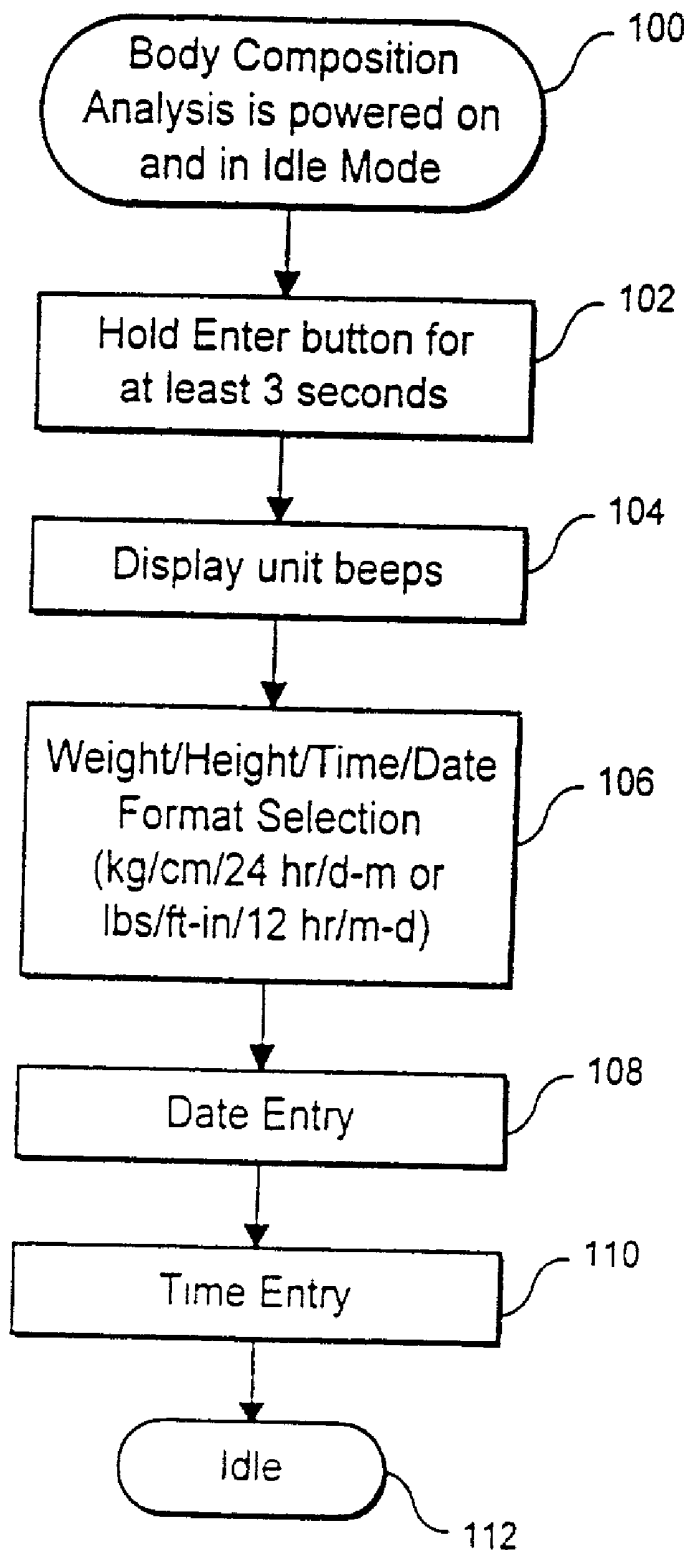 100
Body Composition
Analysis is powered on
and in Idle Mode
102
Hold Enter button for
at least 3 seconds
104
Display unit beeps
Weight/Height/Time/Date
106
Format Selection
(kg/cm/24 hr/d-m or
lbs/ft-in/12 hr/m-d)
108
Date Entry
110
Time Entry
Idle
112